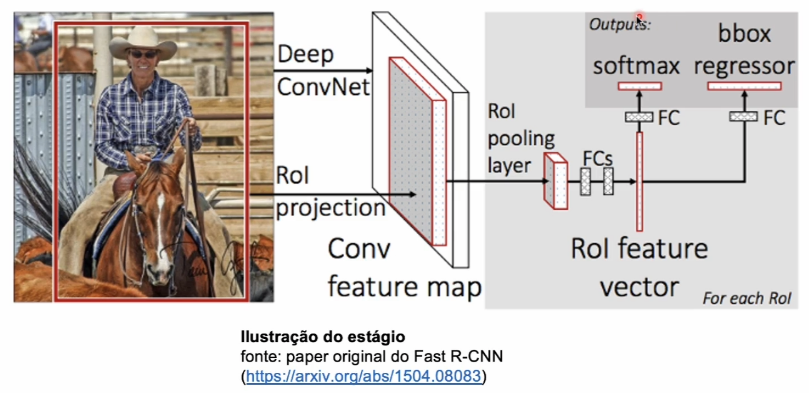 Deep
ConvNet
RoI
projection
Conv
feature map
RoI
pooling
layer
FCs
RoI feature
vector
For each RoI
Outputs:
softmax
bbox
regressor
FC
FC
Ilustração do estágio
fonte: paper original do Fast R-CNN
(https://arxiv.org/abs/1504.08083)